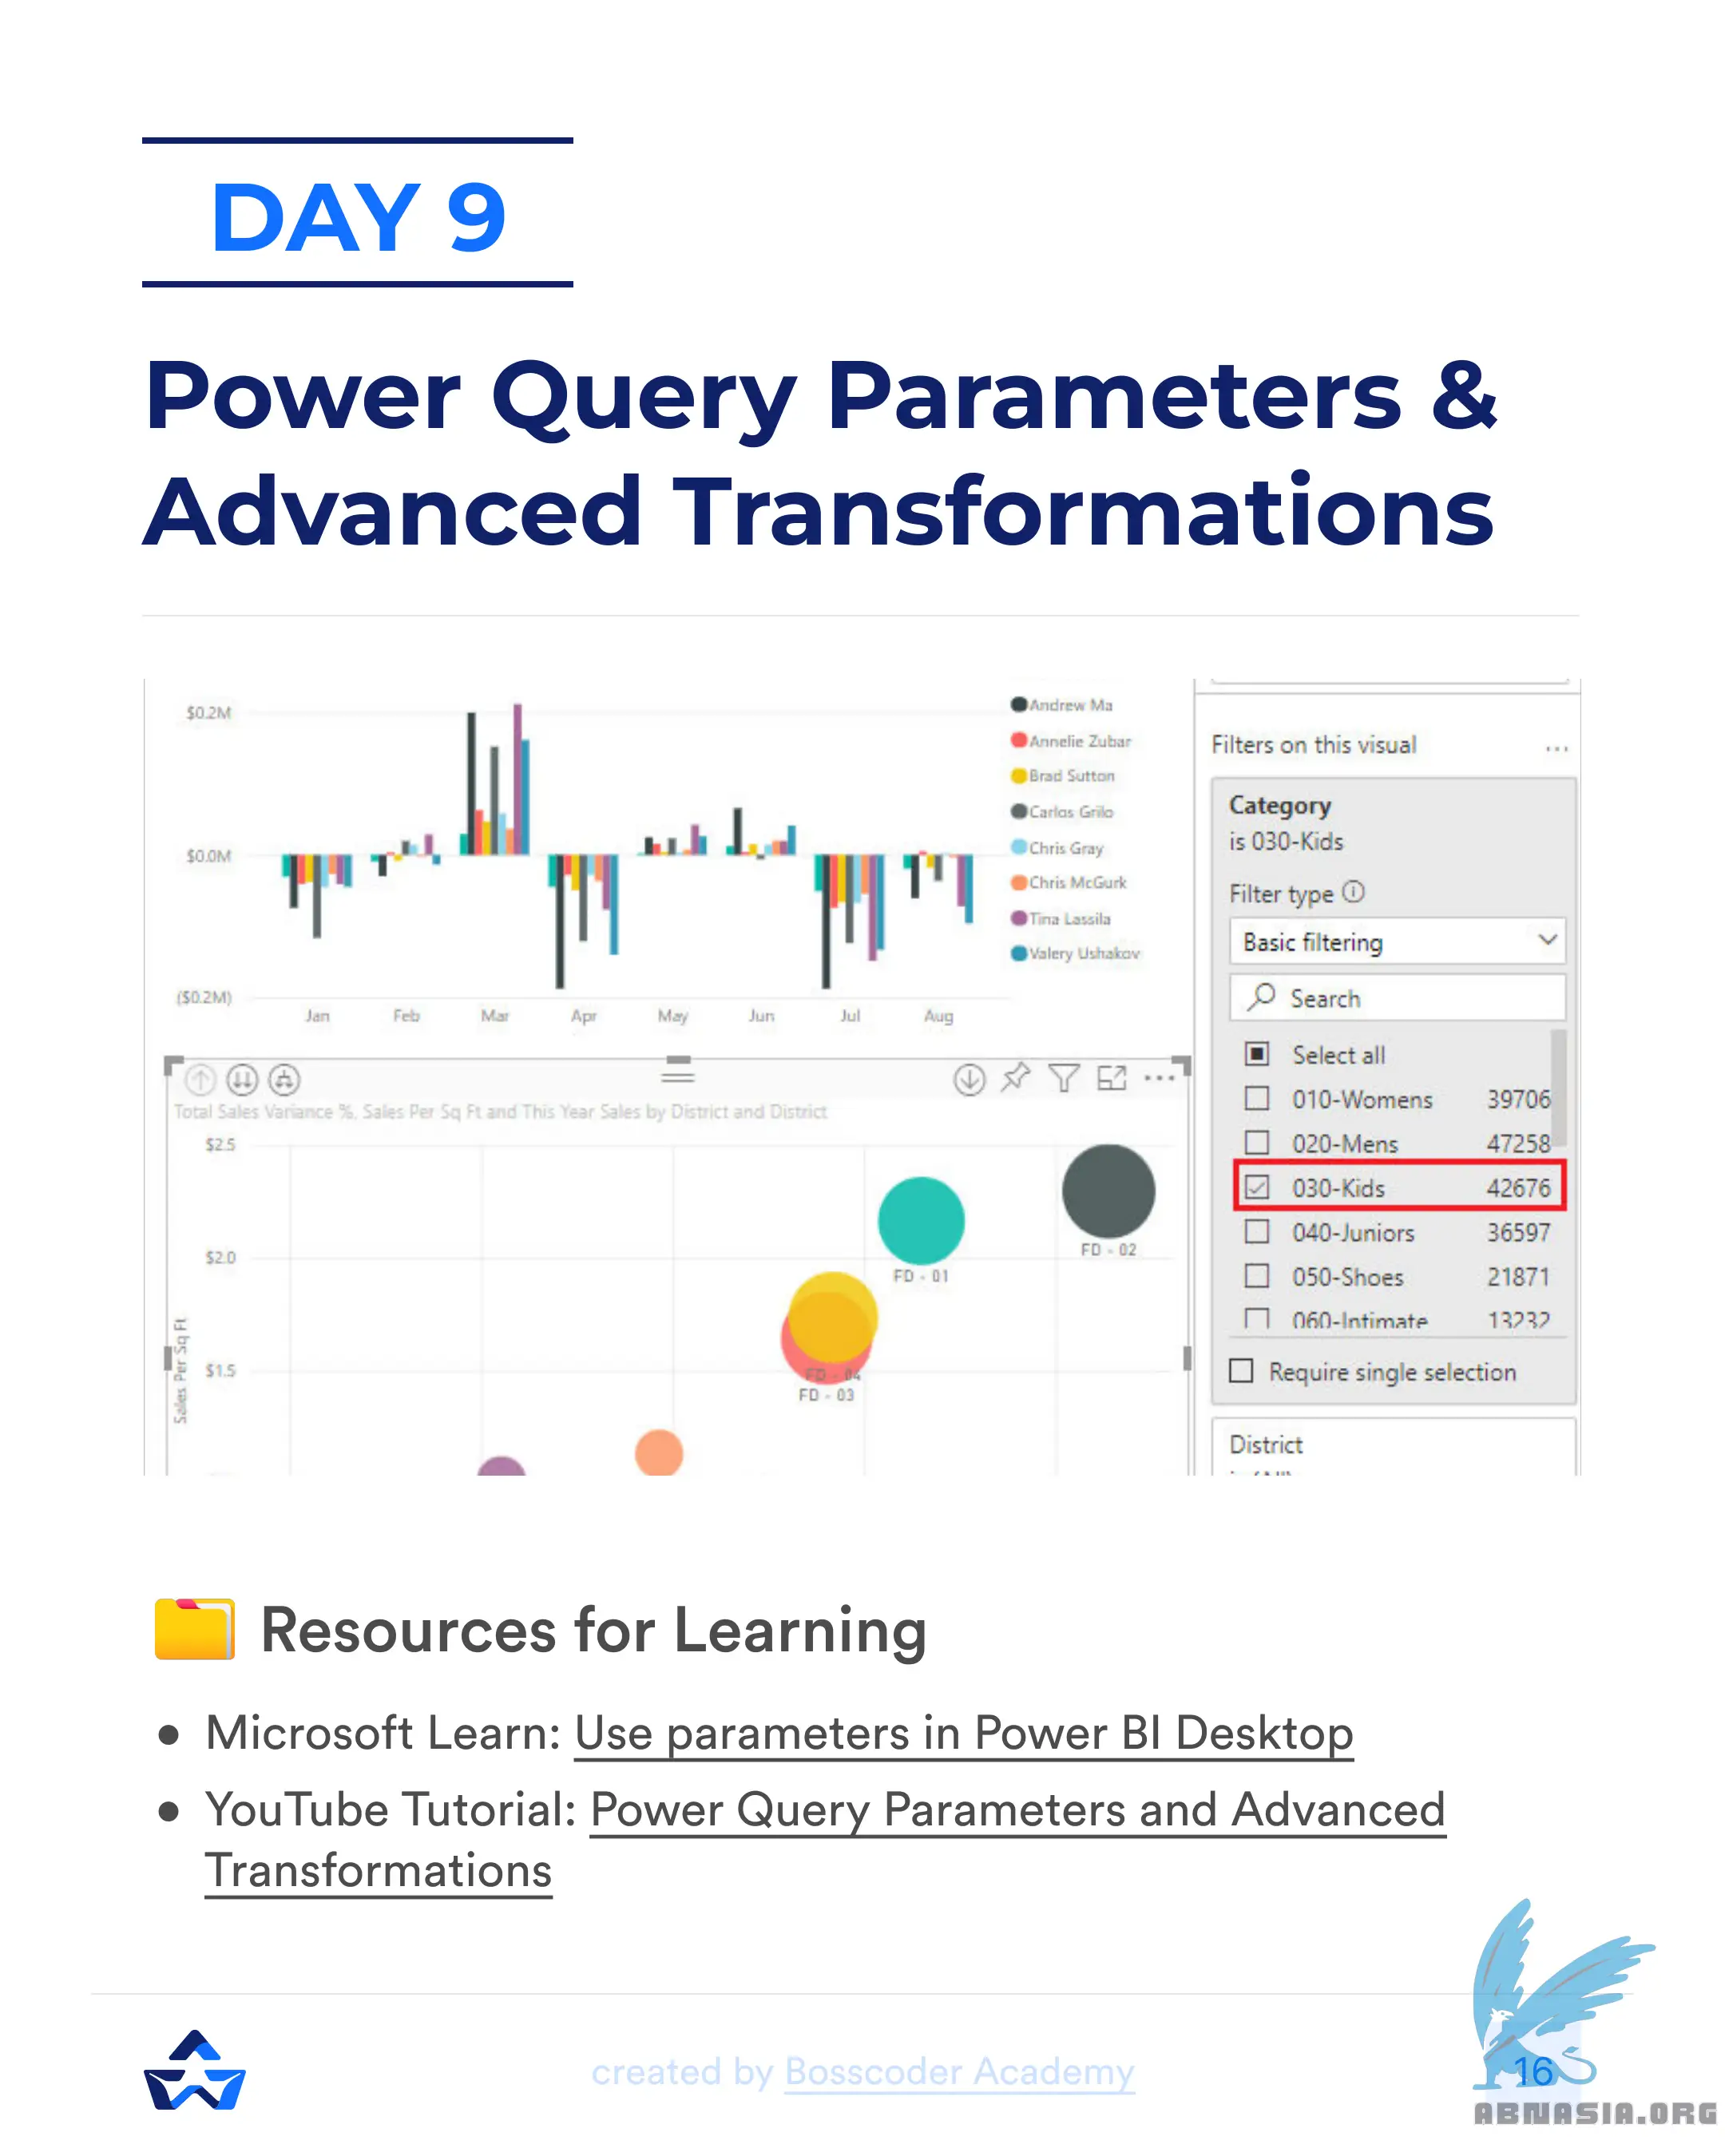 DAY 9
Power Query Parameters &
Advanced Transformations
$0.2M
$0.0M
($0.2M)
Jan Feb Mar Apr May Jun Jul Aug
Andrew Ma
Annelie Zubar
Brad Sutton
Carlos Grilo
Chris Gray
Chris McGurk
Tina Lassila
Valery Ushakov
Total Sales Variance %, Sales Per Sq Ft and This Year Sales by District and District
Sales Per Sq Ft
$2.5
$2.0
$1.5
FD - 02
FD - 01
FD - 04
FD - 03
Filters on this visual ...
Category
is 030-Kids
Filter type
Basic filtering
Search
Select all
010-Womens 39706
020-Mens 47258
030-Kids 42676
040-Juniors 36597
050-Shoes 21871
060-Intimate 13232
Require single selection
District
Resources for Learning
● Microsoft Learn: Use parameters in Power BI Desktop
● YouTube Tutorial: Power Query Parameters and Advanced
Transformations
created by Bosscoder Academy
16
ABNASIA.ORG